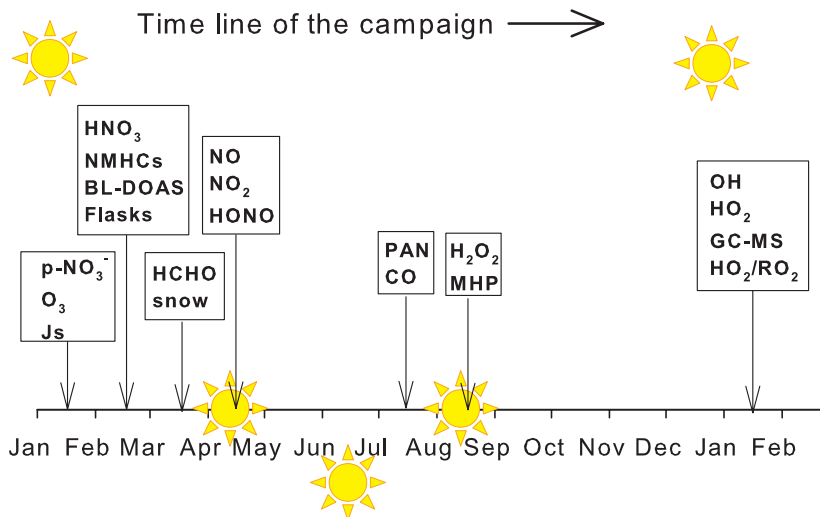 Time line of the campaign
HNO₃
NMHCs
BL-DOAS
Flasks
NO
NO₂
HONO
OH
HO₂
GC-MS
HO₂/RO₂
p-NO₃⁻
O₃
Js
HCHO
snow
PAN
CO
H₂O₂
MHP
Jan Feb Mar Apr May Jun Jul Aug Sep Oct Nov Dec Jan Feb